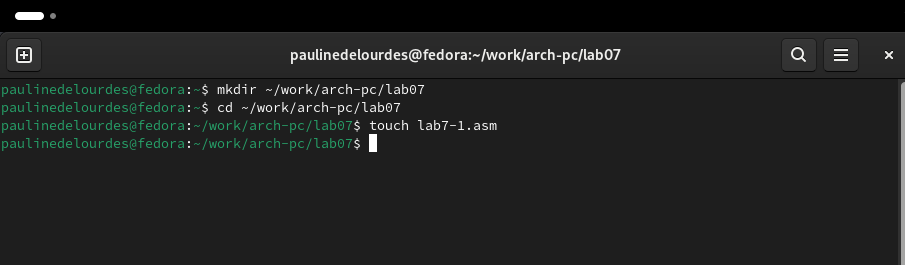 paulinedelourdes@fedora:~/work/arch-pc/lab07
paulinedelourdes@fedora:~$ mkdir ~/work/arch-pc/lab07
paulinedelourdes@fedora:~$ cd ~/work/arch-pc/lab07
paulinedelourdes@fedora:~/work/arch-pc/lab07$ touch lab7-1.asm
paulinedelourdes@fedora:~/work/arch-pc/lab07$